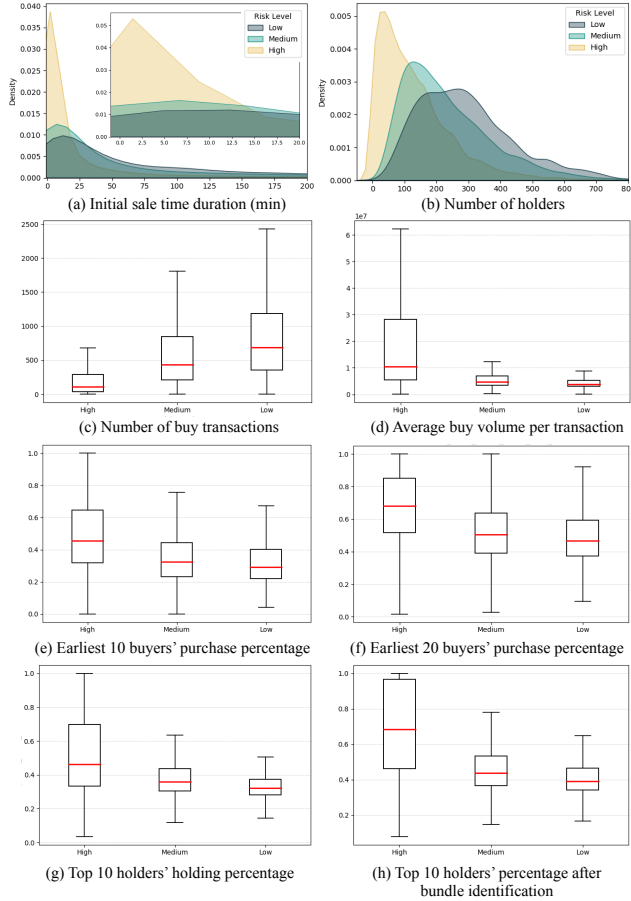 0.040
0.035
0.030
0.025
0.020
0.015
0.010
0.005
0.000
Density
Risk Level
Low
Medium
High
0.05
0.04
0.03
0.02
0.01
0.00
0.0 2.5 5.0 7.5 10.0 12.5 15.0 17.5 20.0
0 25 50 75 100 125 150 175 200
(a) Initial sale time duration (min)
0.005
0.004
0.003
0.002
0.001
0.000
Density
Risk Level
Low
Medium
High
0 100 200 300 400 500 600 700 800
(b) Number of holders
2500
2000
1500
1000
500
0
High Medium Low
(c) Number of buy transactions
1e7
6
5
4
3
2
1
0
High Medium Low
(d) Average buy volume per transaction
1.0
0.8
0.6
0.4
0.2
0.0
High Medium Low
(e) Earliest 10 buyers’ purchase percentage
1.0
0.8
0.6
0.4
0.2
0.0
High Medium Low
(f) Earliest 20 buyers’ purchase percentage
1.0
0.8
0.6
0.4
0.2
0.0
High Medium Low
(g) Top 10 holders’ holding percentage
1.0
0.8
0.6
0.4
0.2
High Medium Low
(h) Top 10 holders’ percentage after
bundle identification